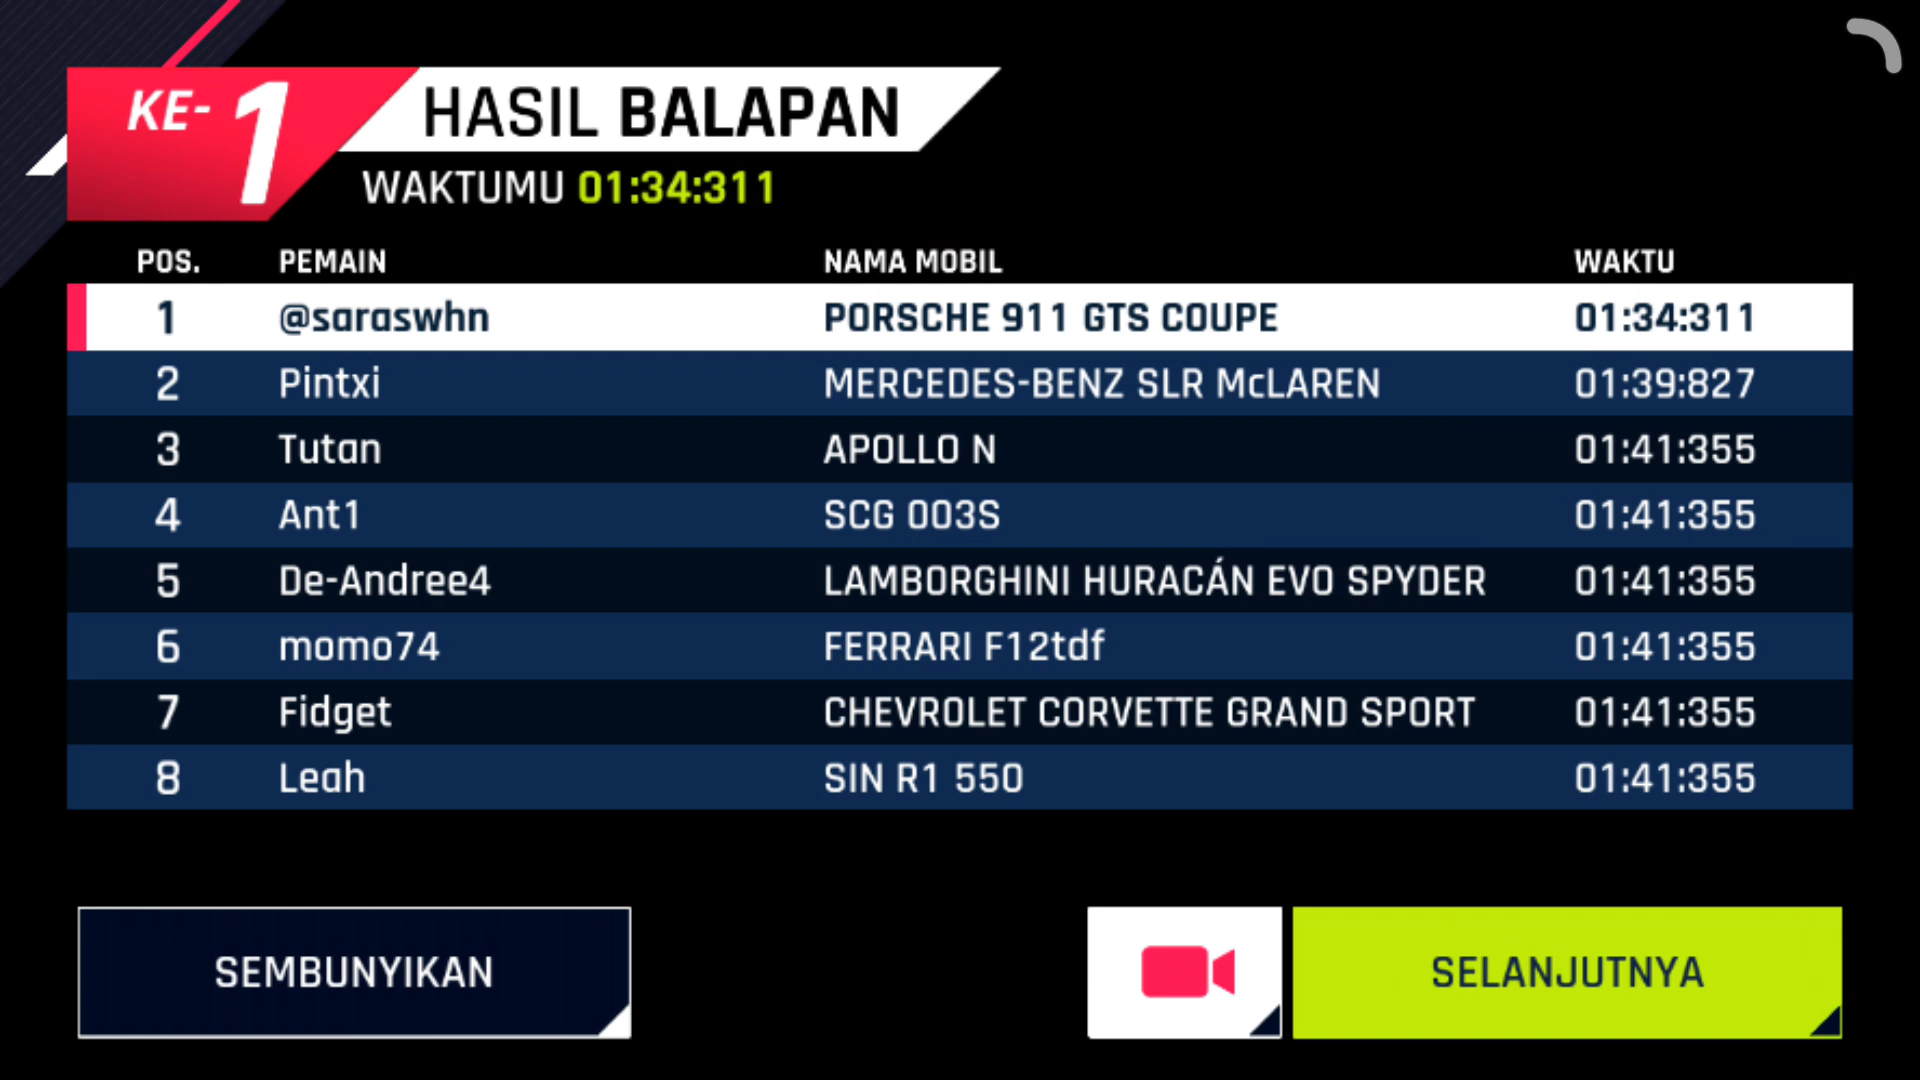 KE-1
HASIL BALAPAN
WAKTUMU 01:34:311
POS. PEMAIN NAMA MOBIL WAKTU
1 @saraswhn PORSCHE 911 GTS COUPE 01:34:311
2 Pintxi MERCEDES-BENZ SLR McLAREN 01:39:827
3 Tutan APOLLO N 01:41:355
4 Ant1 SCG 003S 01:41:355
5 De-Andree4 LAMBORGHINI HURACÁN EVO SPYDER 01:41:355
6 momo74 FERRARI F12tdf 01:41:355
7 Fidget CHEVROLET CORVETTE GRAND SPORT 01:41:355
8 Leah SIN R1 550 01:41:355
SEMBUNYIKAN SELANJUTNYA